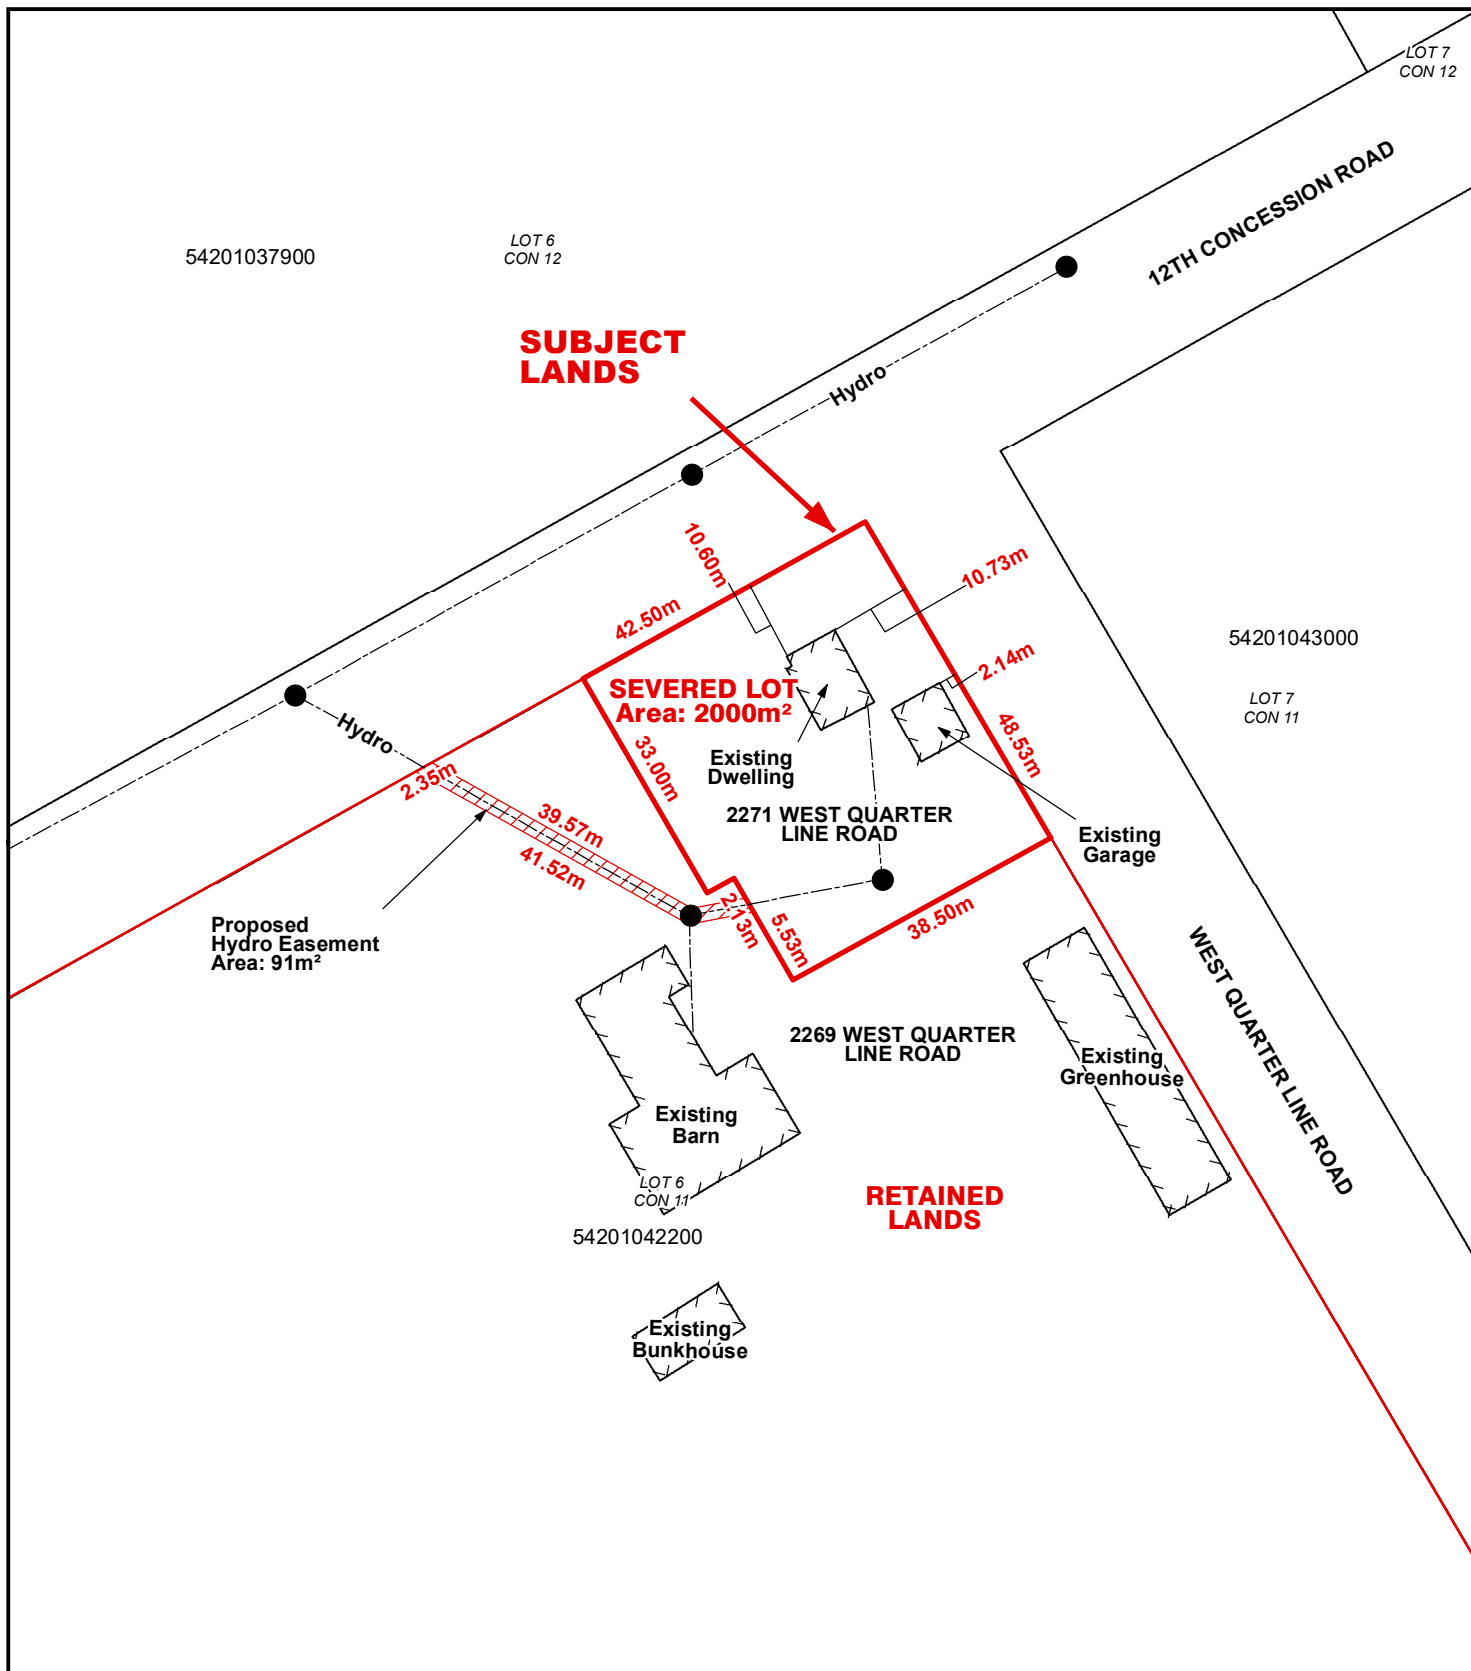 LOT 7
CON 12
12TH CONCESSION ROAD
54201037900
LOT 6
CON 12
SUBJECT
LANDS
Hydro
10.60m
10.73m
42.50m
54201043000
2.14m
SEVERED LOT
Area: 2000m²
LOT 7
CON 11
Hydro
33.00m
48.53m
Existing
Dwelling
2.35m
39.57m
2271 WEST QUARTER
LINE ROAD
Existing
Garage
41.52m
2.13m
5.53m
38.50m
Proposed
Hydro Easement
Area: 91m²
WEST QUARTER LINE ROAD
2269 WEST QUARTER
LINE ROAD
Existing
Greenhouse
Existing
Barn
LOT 6
CON 11
RETAINED
LANDS
54201042200
Existing
Bunkhouse